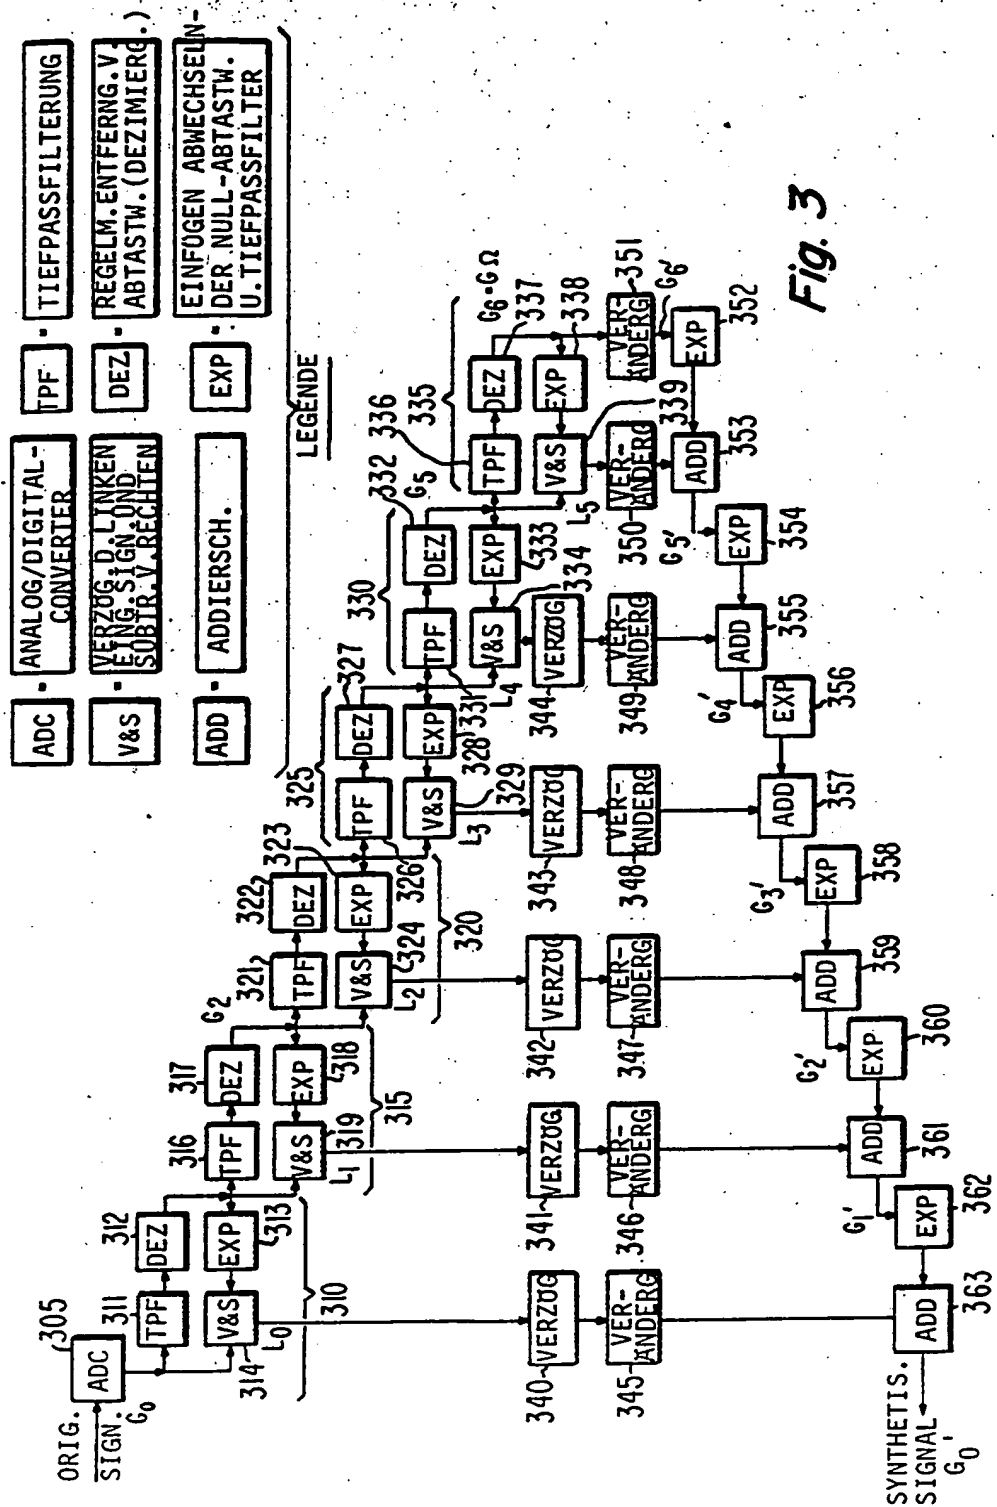 ADC = ANALOG/DIGITAL-
CONVERTER
V&S = VERZÖG.D.LINKEN
EING.SIGN.UND
SUBTR.V.RECHTEN
ADD = ADDIERSCH.
TPF = TIEFPASSFILTERUNG
DEZ = REGELM.ENTFERNG.V.
ABTASTW.(DEZIMIERG.)
EXP = EINFÜGEN ABWECHSELN-
DER NULL-ABTASTW.
U.TIEFPASSFILTER
LEGENDE
ORIG.
SIGN.
305
ADC
G0
311
TPF
312
DEZ
EXP
313
V&S
314
L0
310
316
TPF
317
DEZ
EXP
318
V&S
319
L1
315
G2
321
TPF
322
DEZ
323
EXP
V&S
324
L2
320
325
TPF
326
327
DEZ
EXP
328
V&S
329
L3
330
TPF
331
332
DEZ
EXP
333
V&S
334
L4
G5
335
336
TPF
DEZ
337
G6=GΩ
EXP
338
V&S
339
L5
340
VERZÖG
341
VERZÖG
342
VERZÖG
343
VERZÖG
344
VERZÖG
345
VER-
ÄNDERG
346
VER-
ÄNDERG
347
VER-
ÄNDERG
348
VER-
ÄNDERG
349
VER-
ÄNDERG
350
VER-
ÄNDERG
351
VER-
ÄNDERG
G6'
EXP
352
ADD
353
G5'
EXP
354
ADD
355
G4'
EXP
356
ADD
357
G3'
EXP
358
ADD
359
G2'
EXP
360
ADD
361
G1'
EXP
362
ADD
363
SYNTHETIS.
SIGNAL
G0'
Fig. 3